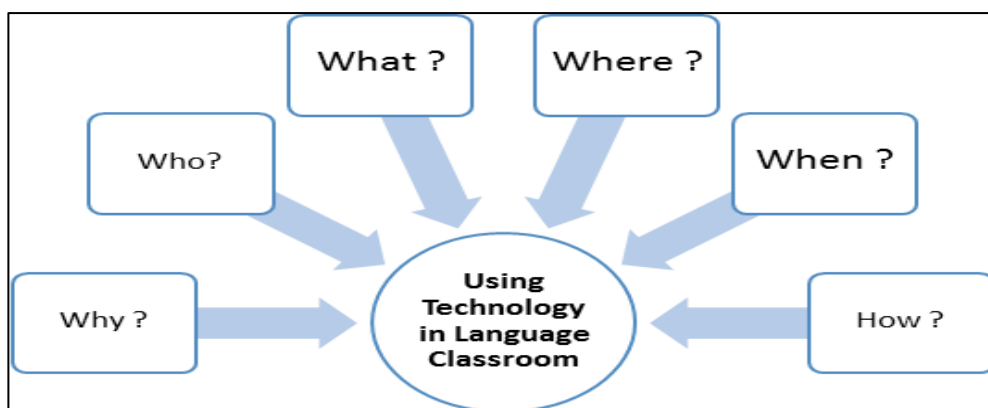 What ?
Where ?
Who?
When ?
Why ?
Using
Technology
in Language
Classroom
How ?